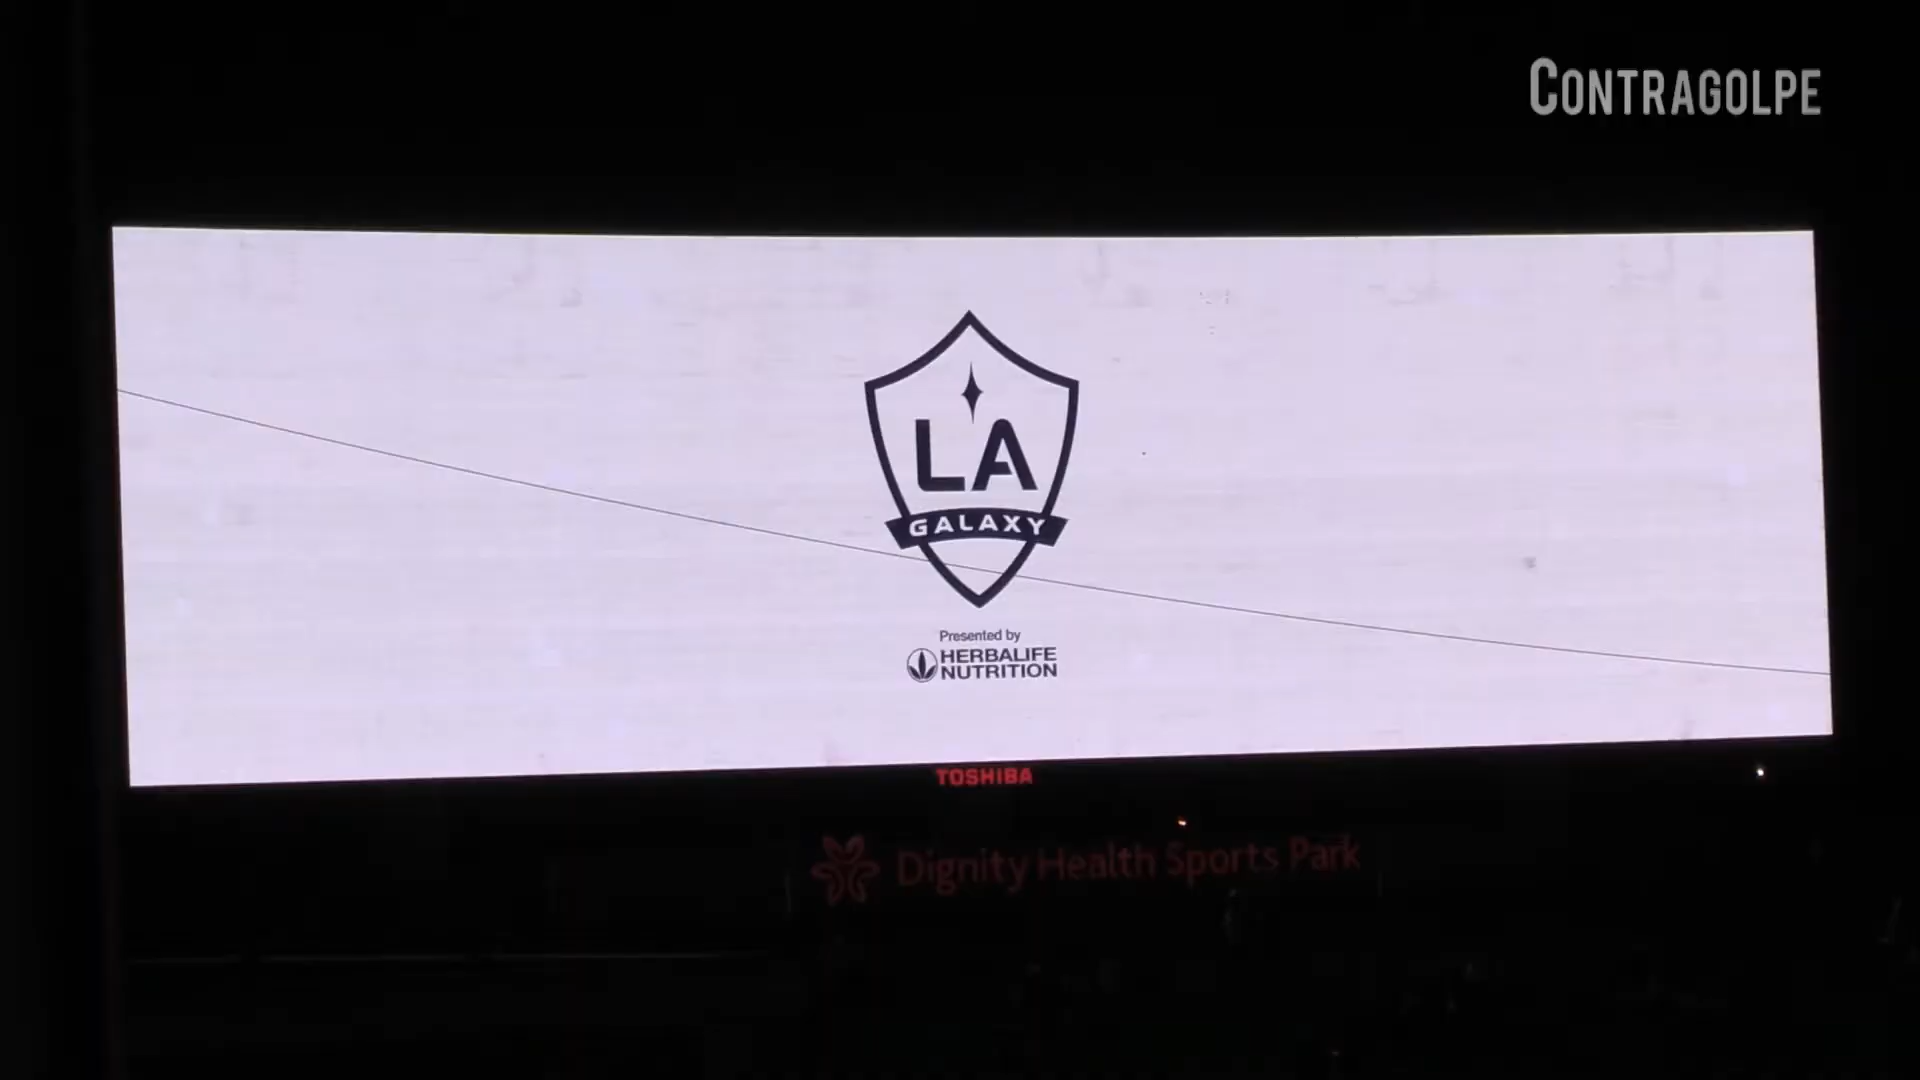 CONTRAGOLPE
LA
GALAXY
Presented by
HERBALIFE
NUTRITION
TOSHIBA
Dignity Health Sports Park